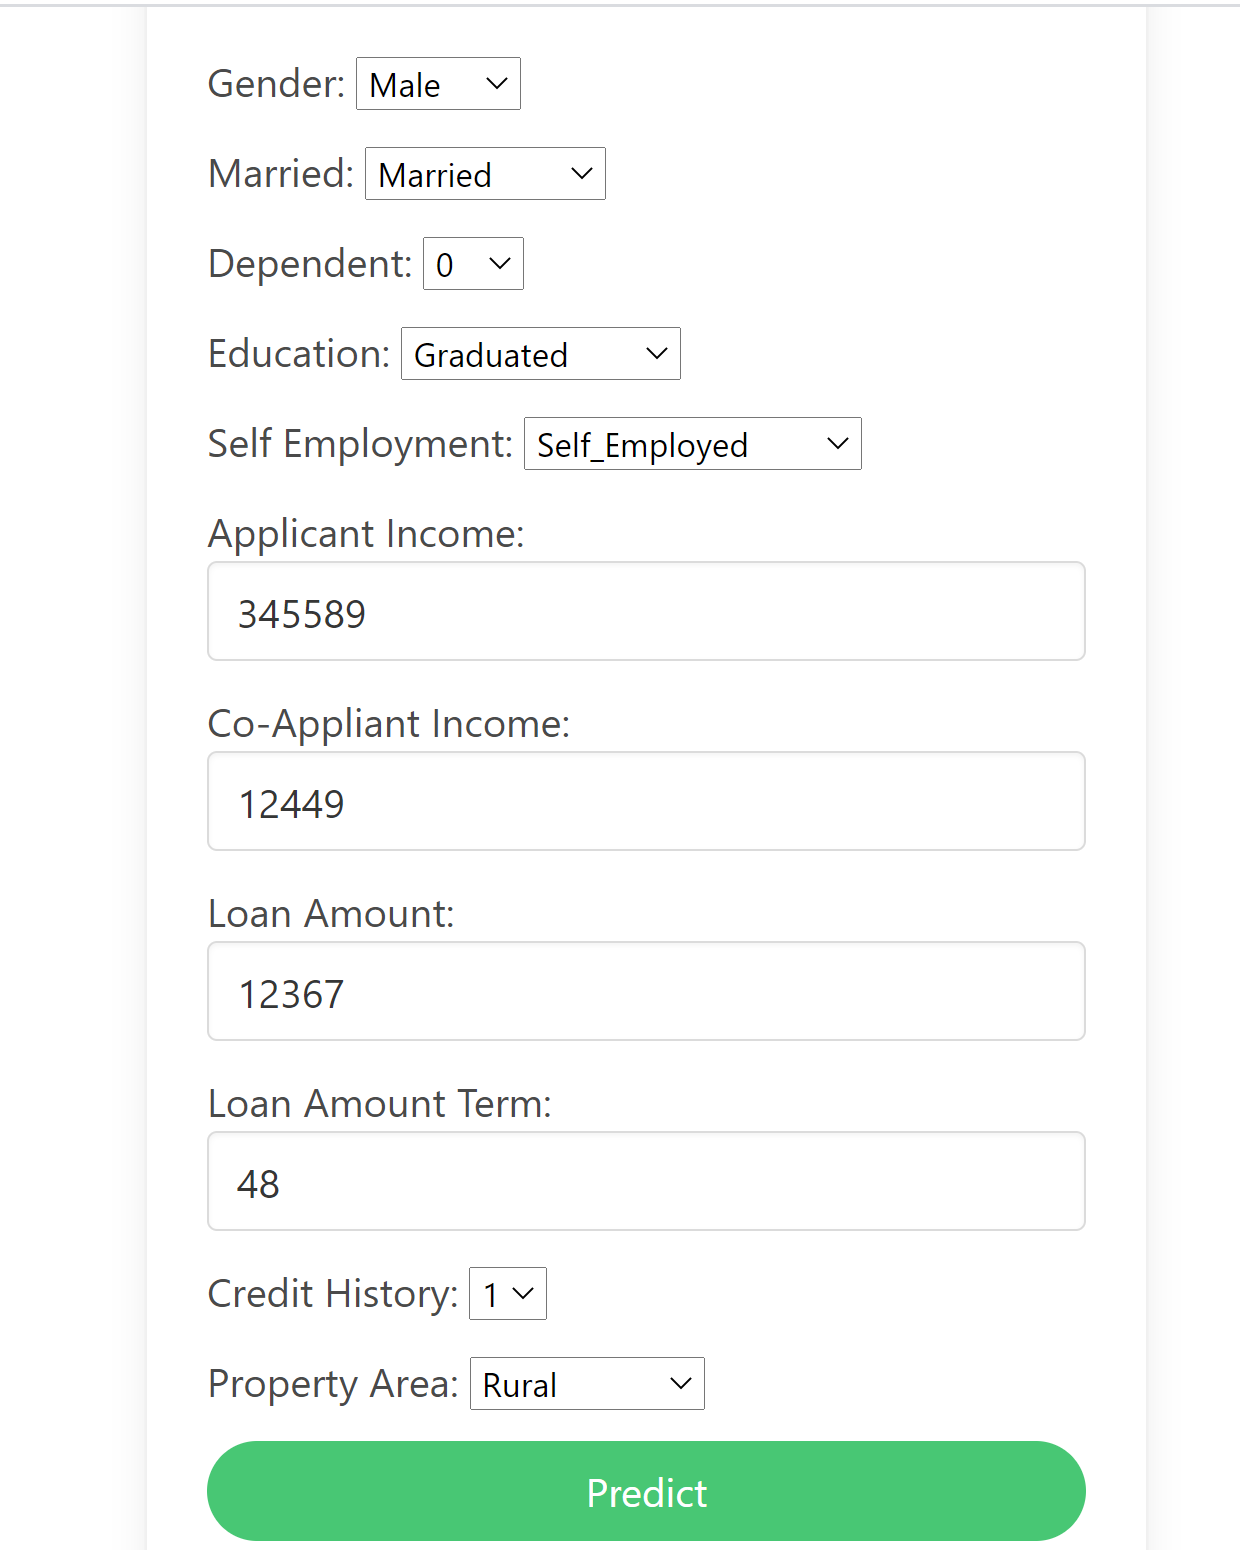 Gender: Male
Married: Married
Dependent: 0
Education: Graduated
Self Employment: Self_Employed
Applicant Income:
345589
Co-Appliant Income:
12449
Loan Amount:
12367
Loan Amount Term:
48
Credit History: 1
Property Area: Rural
Predict